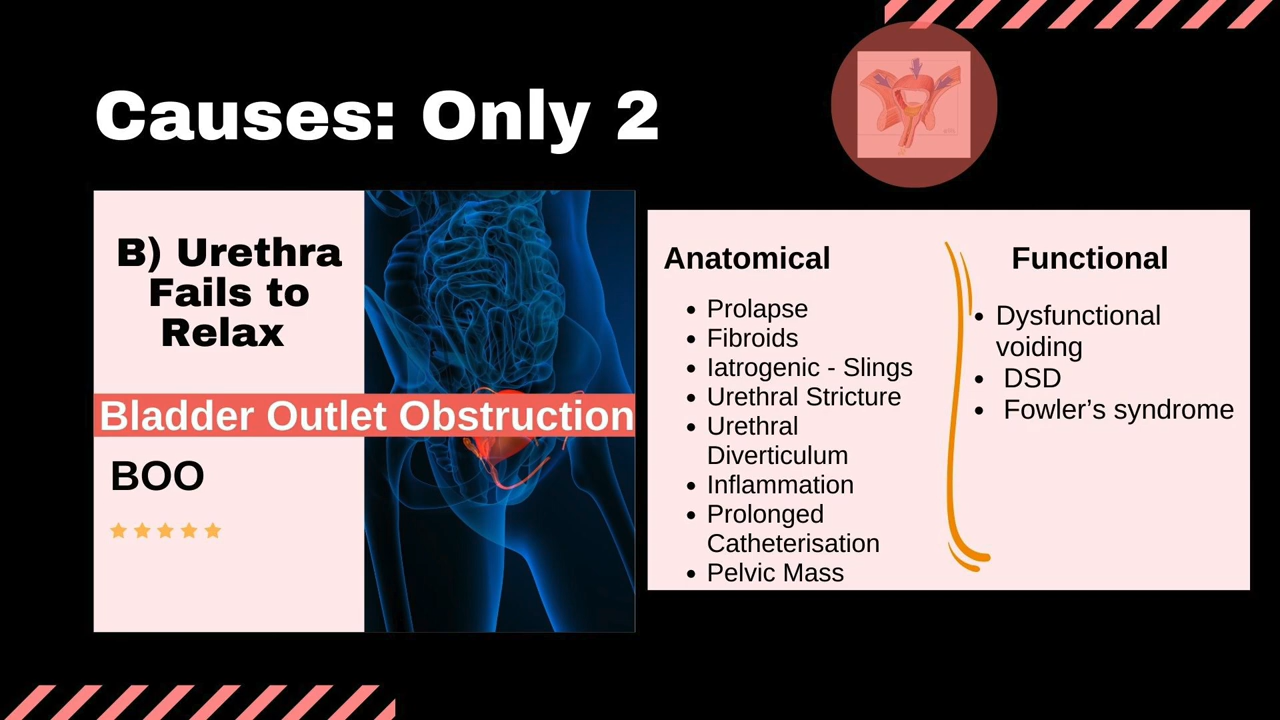 Causes: Only 2
B) Urethra
Fails to
Relax
Bladder Outlet Obstruction
BOO
Anatomical
• Prolapse
• Fibroids
• Iatrogenic - Slings
• Urethral Stricture
• Urethral
Diverticulum
• Inflammation
• Prolonged
Catheterisation
• Pelvic Mass
Functional
• Dysfunctional
voiding
• DSD
• Fowler’s syndrome